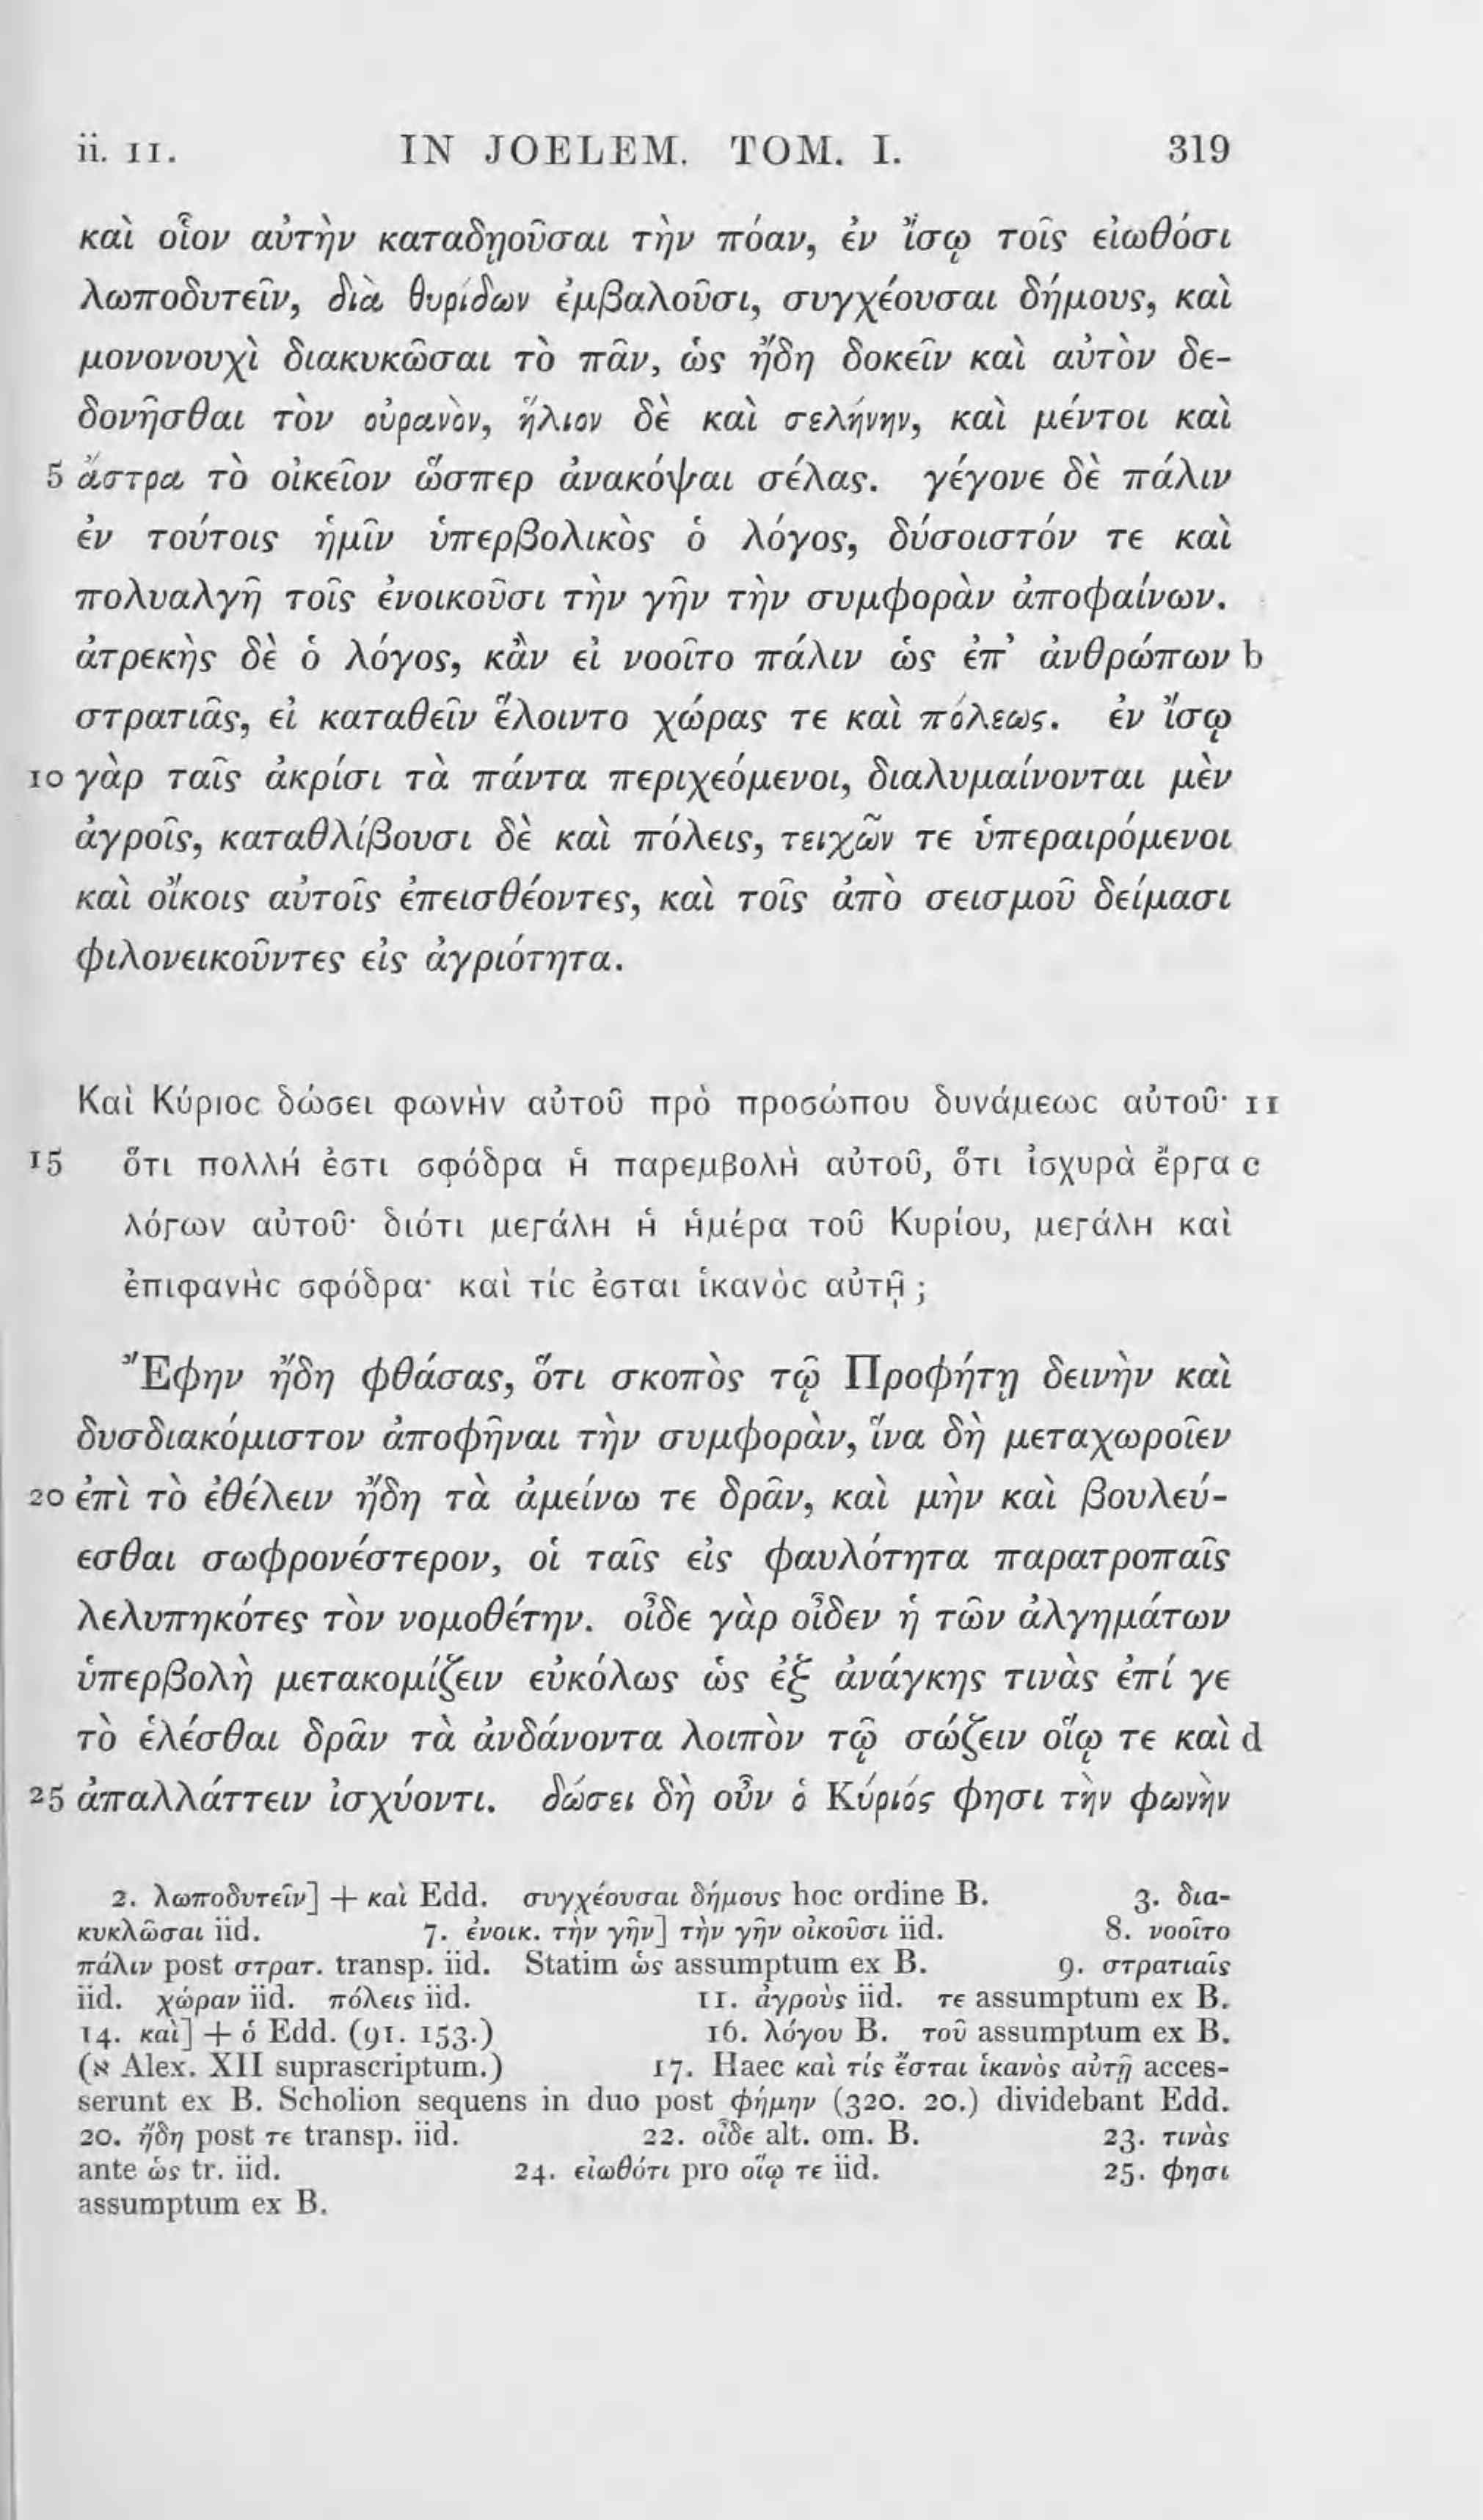 ii. 11. IN JOELEM. TOM. I. 319
καὶ οἷον αὐτὴν καταδῃοῦσαι τὴν πόαν, ἐν ἴσῳ τοῖς εἰωθόσι
λωποδυτεῖν, διὰ θυρίδων ἐμβαλοῦσι, συγχέουσαι δήμους, καὶ
μονονουχὶ διακυκῶσαι τὸ πᾶν, ὡς ἤδη δοκεῖν καὶ αὐτὸν δε-
δονῆσθαι τὸν οὐρανὸν, ἥλιον δὲ καὶ σελήνην, καὶ μέντοι καὶ
5 ἄστρα τὸ οἰκεῖον ὥσπερ ἀνακόψαι σέλας. γέγονε δὲ πάλιν
ἐν τούτοις ἡμῖν ὑπερβολικὸς ὁ λόγος, δύσοιστόν τε καὶ
πολυαλγῆ τοῖς ἐνοικοῦσι τὴν γῆν τὴν συμφορὰν ἀποφαίνων.
ἀτρεκὴς δὲ ὁ λόγος, κἂν εἰ νοοῖτο πάλιν ὡς ἐπ’ ἀνθρώπων b
στρατιᾶς, εἰ καταθεῖν ἕλοιντο χώρας τε καὶ πόλεως. ἐν ἴσῳ
10 γὰρ ταῖς ἀκρίσι τὰ πάντα περιχεόμενοι, διαλυμαίνονται μὲν
ἀγροῖς, καταθλίβουσι δὲ καὶ πόλεις, τειχῶν τε ὑπεραιρόμενοι
καὶ οἴκοις αὐτοῖς ἐπεισθέοντες, καὶ τοῖς ἀπὸ σεισμοῦ δείμασι
φιλονεικοῦντες εἰς ἀγριότητα.
Καὶ Κύριος δώσει φωνὴν αὐτοῦ πρὸ προσώπου δυνάμεως αὐτοῦ· 11
15 ὅτι πολλή ἐστι σφόδρα ἡ παρεμβολὴ αὐτοῦ, ὅτι ἰσχυρὰ ἔργα c
λόγων αὐτοῦ· διότι μεγάλη ἡ ἡμέρα τοῦ Κυρίου, μεγάλη καὶ
ἐπιφανὴς σφόδρα· καὶ τίς ἐσται ἱκανὸς αὐτῇ ;
Ἔφην ἤδη φθάσας, ὅτι σκοπὸς τῷ Προφήτῃ δεινὴν καὶ
δυσδιακόμιστον ἀποφῆναι τὴν συμφορὰν, ἵνα δὴ μεταχωροῖεν
20 ἐπὶ τὸ ἐθέλειν ἤδη τὰ ἀμείνω τε δρᾶν, καὶ μὴν καὶ βουλεύ-
εσθαι σωφρονέστερον, οἱ ταῖς εἰς φαυλότητα παρατροπαῖς
λελυπηκότες τὸν νομοθέτην. οἶδε γὰρ οἶδεν ἡ τῶν ἀλγημάτων
ὑπερβολὴ μετακομίζειν εὐκόλως ὡς ἐξ ἀνάγκης τινὰς ἐπί γε
τὸ ἑλέσθαι δρᾶν τὰ ἁνδάνοντα λοιπὸν τῷ σώζειν οἵῳ τε καὶ d
25 ἀπαλλάττειν ἰσχύοντι. δώσει δὴ οὖν ὁ Κύριός φησι τὴν φωνὴν
2. λωποδυτεῖν] + καὶ Edd. συγχέουσαι δήμους hoc ordine B. 3. δια-
κυκλῶσαι iid. 7. ἐνοικ. τὴν γῆν] τὴν γῆν οἰκοῦσι iid. 8. νοοῖτο
πάλιν post στρατ. transp. iid. Statim ὡς assumptum ex B. 9. στρατιαῖς
iid. χώραν iid. πόλεις iid. 11. ἀγροὺς iid. τε assumptum ex B.
14. καὶ] + ὁ Edd. (91. 153.) 16. λόγου B. τοῦ assumptum ex B.
(א Alex. XII suprascriptum.) 17. Haec καὶ τίς ἔσται ἱκανὸς αὐτῇ acces-
serunt ex B. Scholion sequens in duo post φήμην (320. 20.) dividebant Edd.
20. ἤδη post τε transp. iid. 22. οἶδε alt. om. B. 23. τινὰς
ante ὡς tr. iid. 24. εἰωθότι pro οἵῳ τε iid. 25. φησι
assumptum ex B.